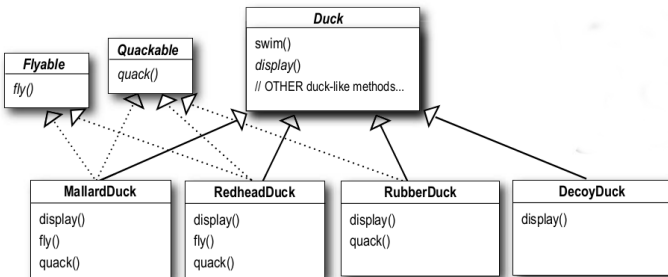 Duck
swim()
display()
// OTHER duck-like methods...
Quackable
quack()
Flyable
fly()
MallardDuck
display()
fly()
quack()
RedheadDuck
display()
fly()
quack()
RubberDuck
display()
quack()
DecoyDuck
display()